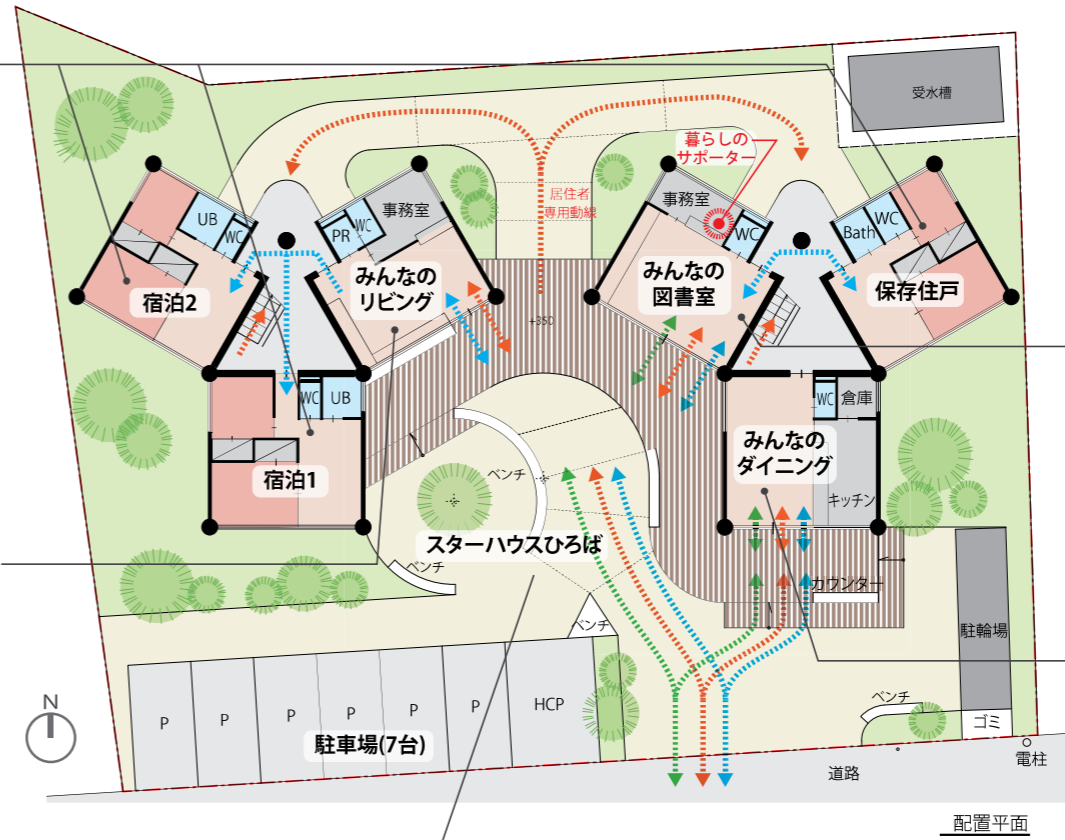 受水槽
暮らしの
サポーター
居住者
専用動線
事務室
WC
PR
UB
WC
みんなの
リビング
宿泊2
事務室
WC
みんなの
図書室
Bath
WC
保存住戸
+350
WC
UB
宿泊1
WC
倉庫
みんなの
ダイニング
キッチン
ベンチ
スターハウスひろば
ベンチ
ベンチ
カウンター
駐輪場
ベンチ
ゴミ
電柱
道路
N
P
P
P
P
P
P
HCP
駐車場(7台)
配置平面